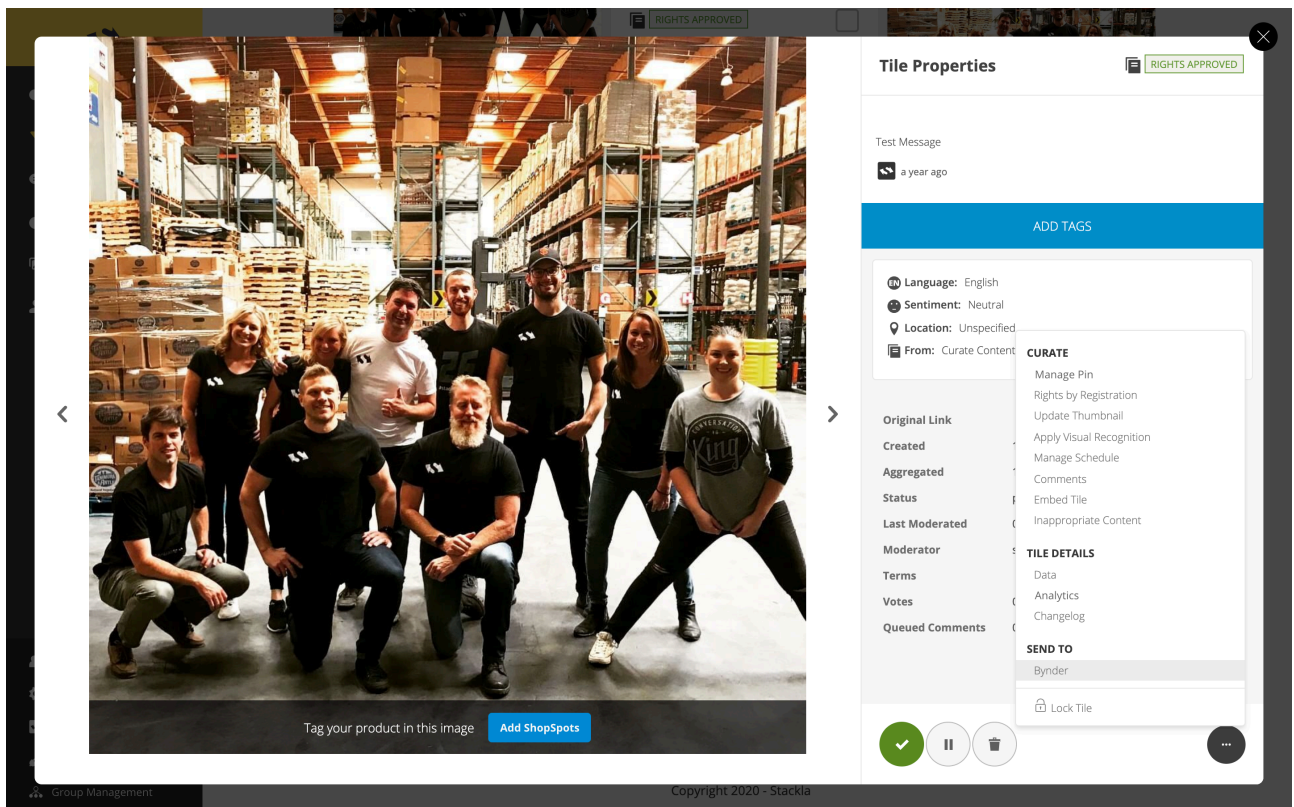 RIGHTS APPROVED
Tile Properties
RIGHTS APPROVED
Test Message
a year ago
ADD TAGS
EN Language: English
Sentiment: Neutral
Location: Unspecified
From: Curate Content
CURATE
Manage Pin
Rights by Registration
Update Thumbnail
Apply Visual Recognition
Manage Schedule
Comments
Embed Tile
Inappropriate Content
TILE DETAILS
Data
Analytics
Changelog
SEND TO
Bynder
Lock Tile
Original Link
Created
Aggregated
Status
Last Moderated
Moderator
Terms
Votes
Queued Comments
CONVERSATION
King
Tag your product in this image
Add ShopSpots
Group Management
Copyright 2020 - Stackla